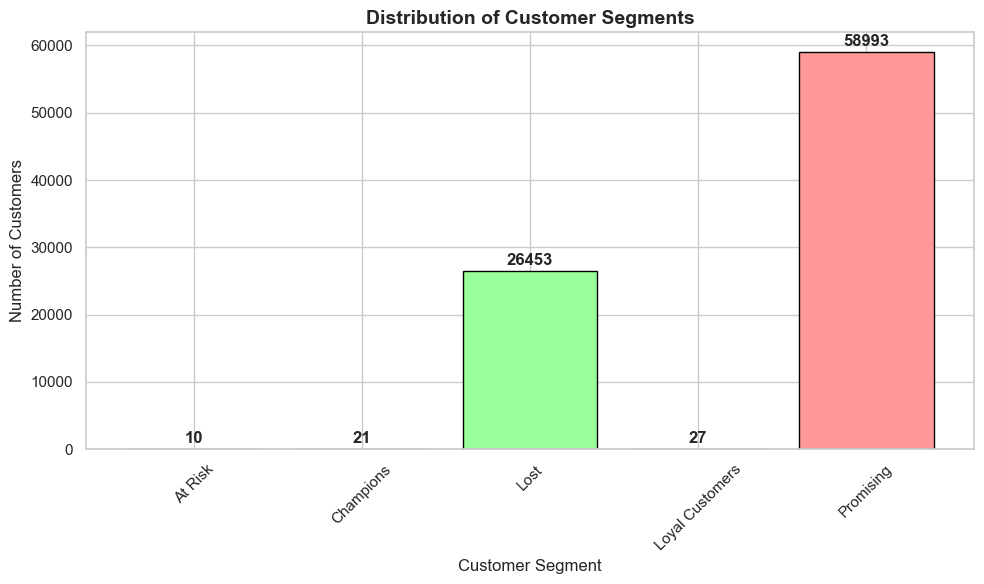 Distribution of Customer Segments
Number of Customers
60000
50000
40000
30000
20000
10000
0
10
21
26453
27
58993
At Risk
Champions
Lost
Loyal Customers
Promising
Customer Segment